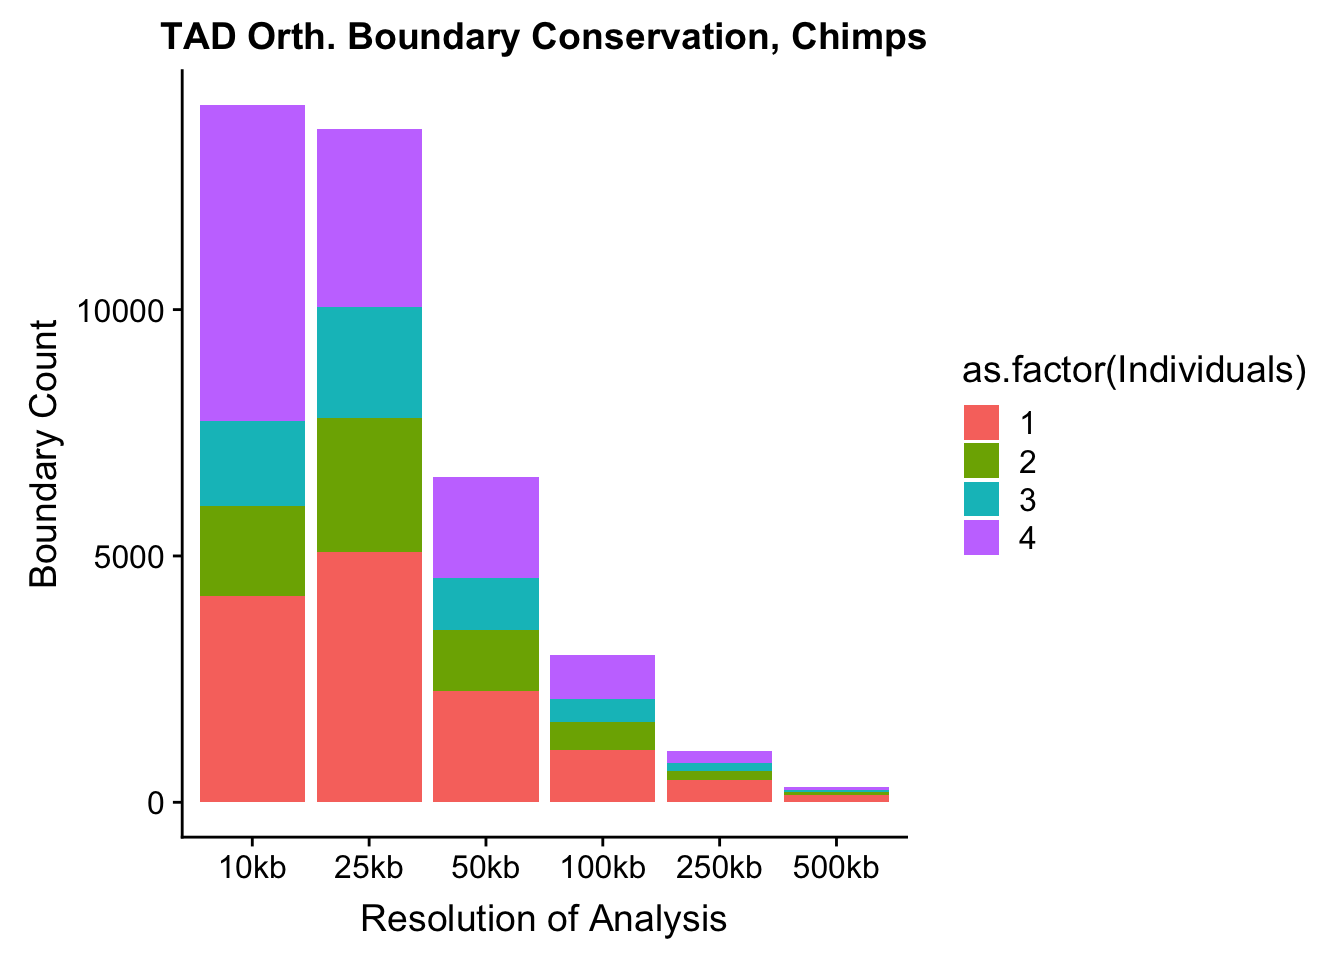 TAD Orth. Boundary Conservation, Chimps
Boundary Count
10000
5000
0
10kb 25kb 50kb 100kb 250kb 500kb
Resolution of Analysis
as.factor(Individuals)
1
2
3
4